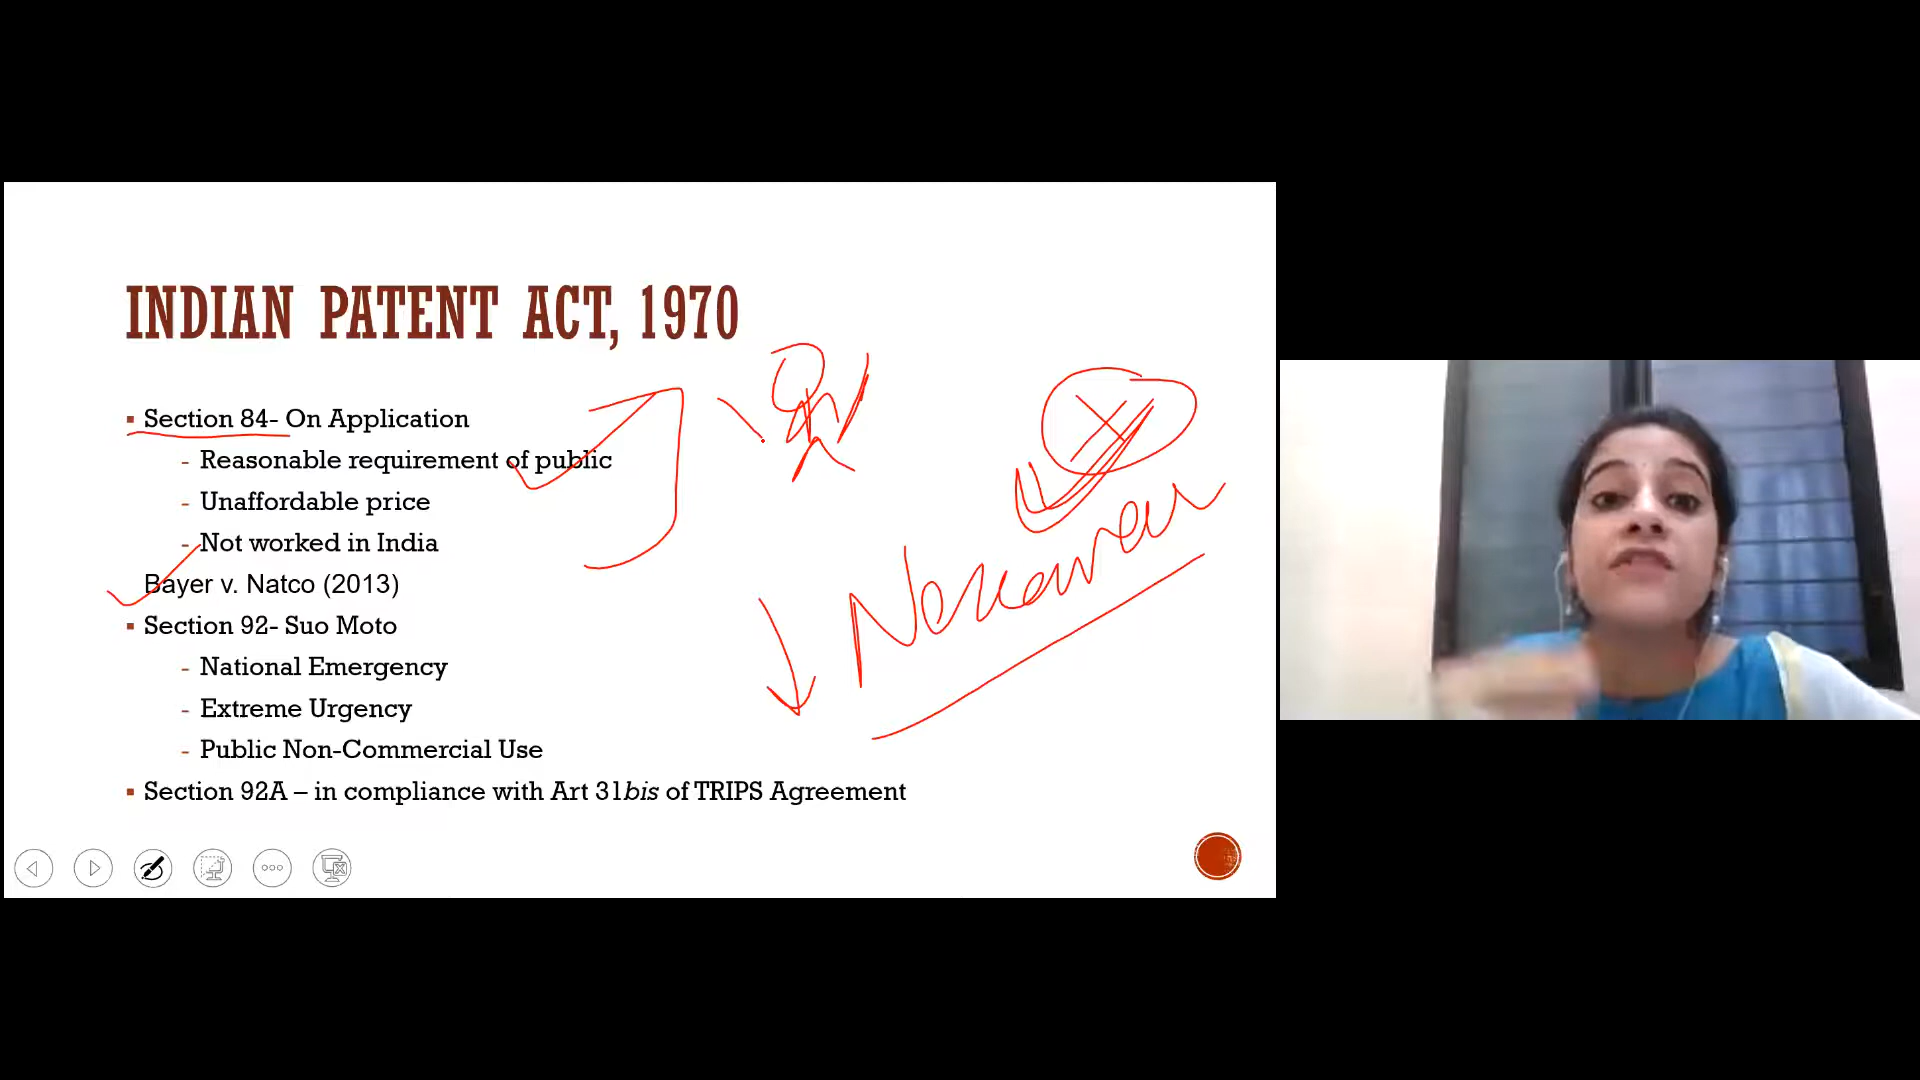 INDIAN PATENT ACT, 1970
▪ Section 84- On Application
- Reasonable requirement of public
- Unaffordable price
- Not worked in India
Bayer v. Natco (2013)
▪ Section 92- Suo Moto
- National Emergency
- Extreme Urgency
- Public Non-Commercial Use
▪ Section 92A – in compliance with Art 31bis of TRIPS Agreement